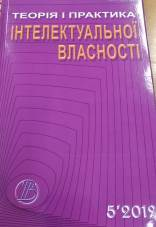 ТЕОРІЯ І ПРАКТИКА
ІНТЕЛЕКТУАЛЬНОЇ
ВЛАСНОСТІ
5'2012